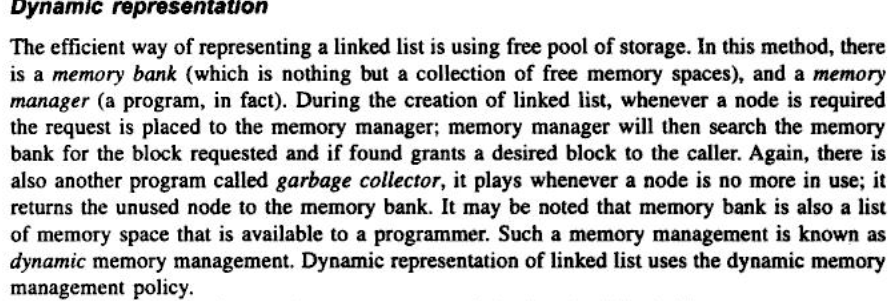 Dynamic representation
The efficient way of representing a linked list is using free pool of storage. In this method, there
is a memory bank (which is nothing but a collection of free memory spaces), and a memory
manager (a program, in fact). During the creation of linked list, whenever a node is required
the request is placed to the memory manager; memory manager will then search the memory
bank for the block requested and if found grants a desired block to the caller. Again, there is
also another program called garbage collector, it plays whenever a node is no more in use; it
returns the unused node to the memory bank. It may be noted that memory bank is also a list
of memory space that is available to a programmer. Such a memory management is known as
dynamic memory management. Dynamic representation of linked list uses the dynamic memory
management policy.